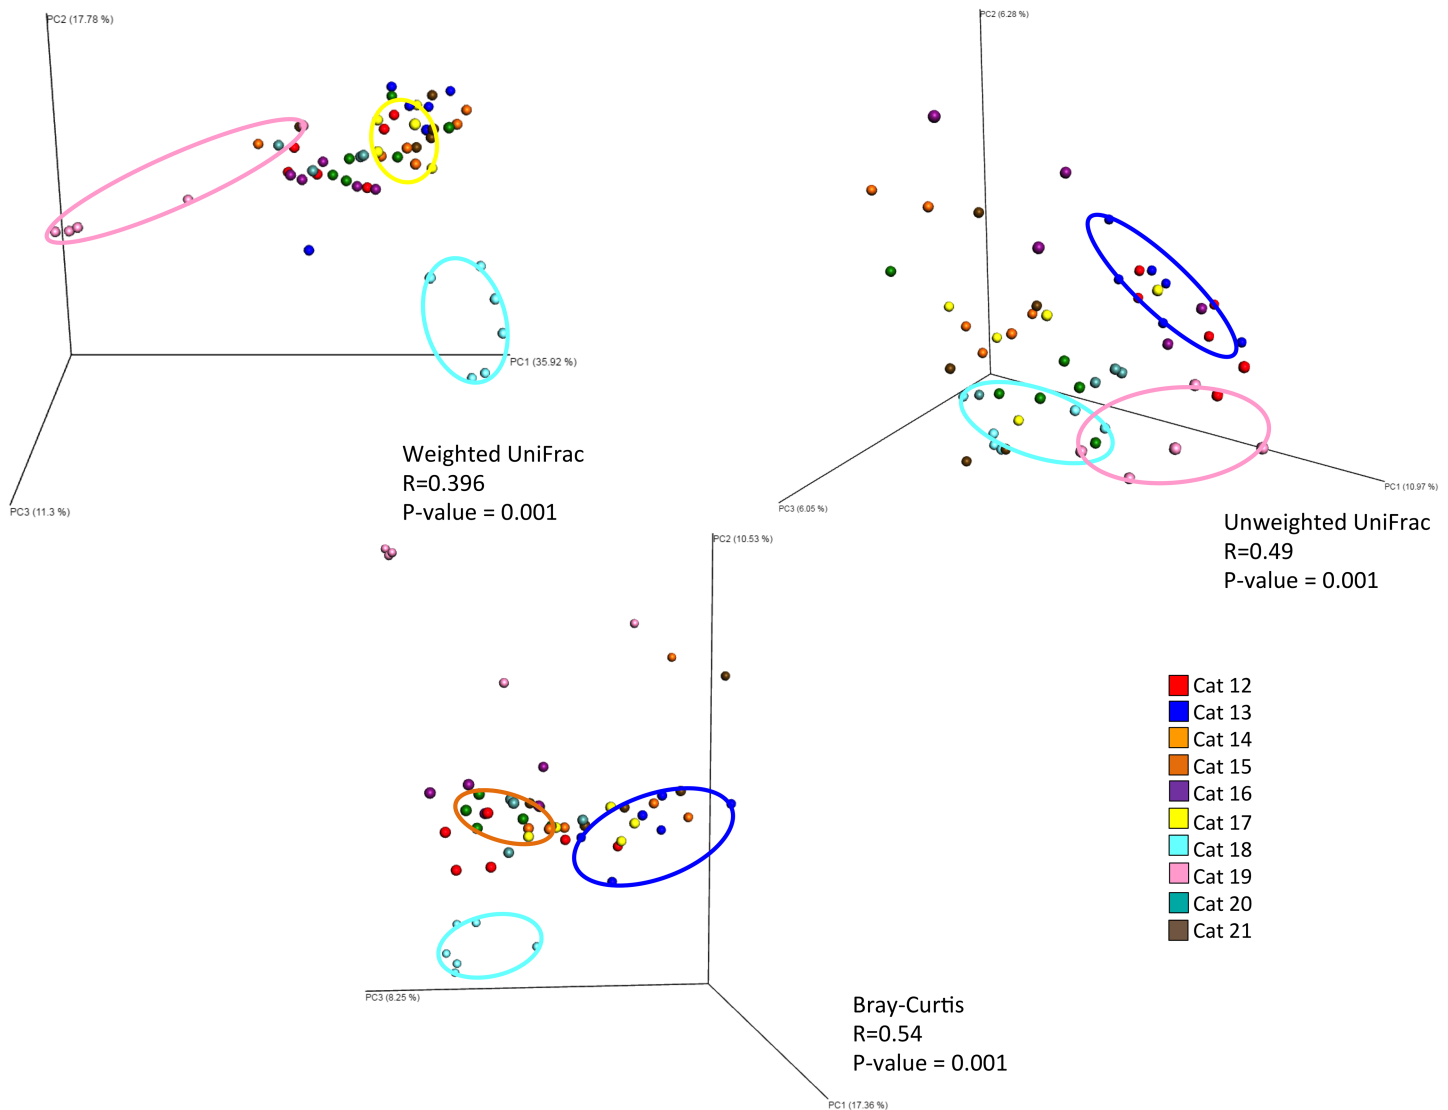 PC2 (17.78 %)
PC1 (35.92 %)
PC3 (11.3 %)
Weighted UniFrac
R=0.396
P-value = 0.001
PC2 (6.28 %)
PC1 (10.97 %)
PC3 (6.05 %)
Unweighted UniFrac
R=0.49
P-value = 0.001
PC2 (10.53 %)
PC3 (8.25 %)
PC1 (17.36 %)
Bray-Curtis
R=0.54
P-value = 0.001
Cat 12
Cat 13
Cat 14
Cat 15
Cat 16
Cat 17
Cat 18
Cat 19
Cat 20
Cat 21